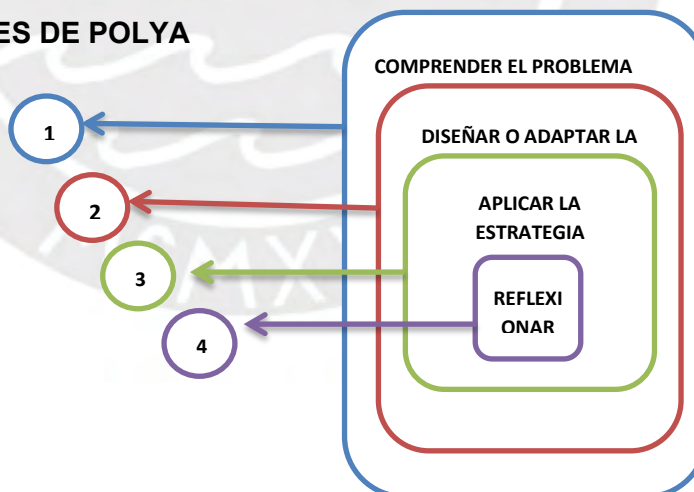 ES DE POLYA
COMPRENDER EL PROBLEMA
DISEÑAR O ADAPTAR LA
APLICAR LA
ESTRATEGIA
REFLEXI
ONAR
1
2
3
4